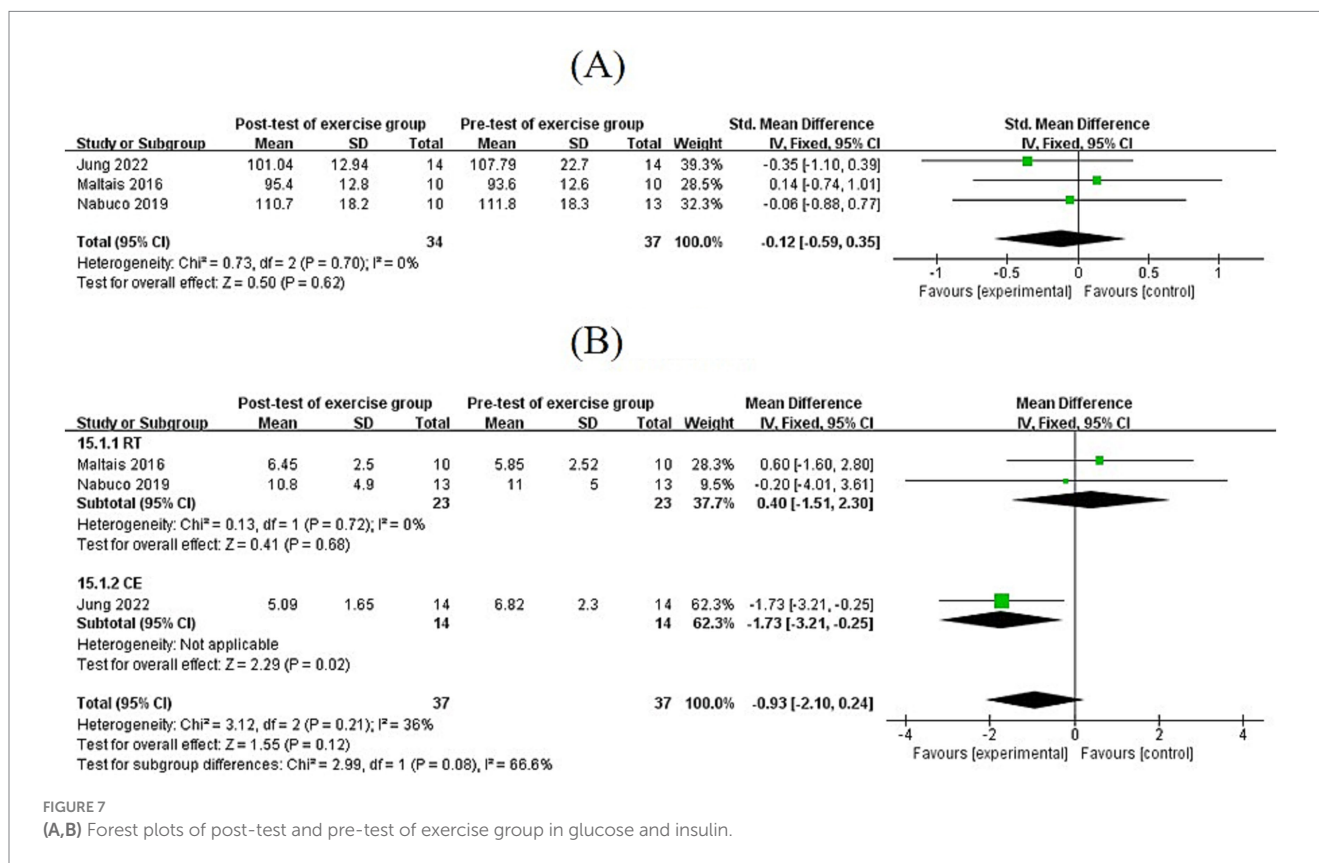 (A)
Post-test of exercise group Pre-test of exercise group Std. Mean Difference Std. Mean Difference
Study or Subgroup Mean SD Total Mean SD Total Weight IV, Fixed, 95% CI IV, Fixed, 95% CI
Jung 2022 101.04 12.94 14 107.79 22.7 14 39.3% -0.35 [-1.10, 0.39]
Maltais 2016 95.4 12.8 10 93.6 12.6 10 28.5% 0.14 [-0.74, 1.01]
Nabuco 2019 110.7 18.2 10 111.8 18.3 13 32.3% -0.06 [-0.88, 0.77]
Total (95% CI) 34 37 100.0% -0.12 [-0.59, 0.35]
Heterogeneity: Chi² = 0.73, df = 2 (P = 0.70); I² = 0%
Test for overall effect: Z = 0.50 (P = 0.62)
-1 -0.5 0 0.5 1
Favours [experimental] Favours [control]
(B)
Post-test of exercise group Pre-test of exercise group Mean Difference Mean Difference
Study or Subgroup Mean SD Total Mean SD Total Weight IV, Fixed, 95% CI IV, Fixed, 95% CI
15.1.1 RT
Maltais 2016 6.45 2.5 10 5.85 2.52 10 28.3% 0.60 [-1.60, 2.80]
Nabuco 2019 10.8 4.9 13 11 5 13 9.5% -0.20 [-4.01, 3.61]
Subtotal (95% CI) 23 23 37.7% 0.40 [-1.51, 2.30]
Heterogeneity: Chi² = 0.13, df = 1 (P = 0.72); I² = 0%
Test for overall effect: Z = 0.41 (P = 0.68)
15.1.2 CE
Jung 2022 5.09 1.65 14 6.82 2.3 14 62.3% -1.73 [-3.21, -0.25]
Subtotal (95% CI) 14 14 62.3% -1.73 [-3.21, -0.25]
Heterogeneity: Not applicable
Test for overall effect: Z = 2.29 (P = 0.02)
Total (95% CI) 37 37 100.0% -0.93 [-2.10, 0.24]
Heterogeneity: Chi² = 3.12, df = 2 (P = 0.21); I² = 36%
Test for overall effect: Z = 1.55 (P = 0.12)
Test for subgroup differences: Chi² = 2.99, df = 1 (P = 0.08), I² = 66.6%
-4 -2 0 2 4
Favours [experimental] Favours [control]
FIGURE 7
(A,B) Forest plots of post-test and pre-test of exercise group in glucose and insulin.